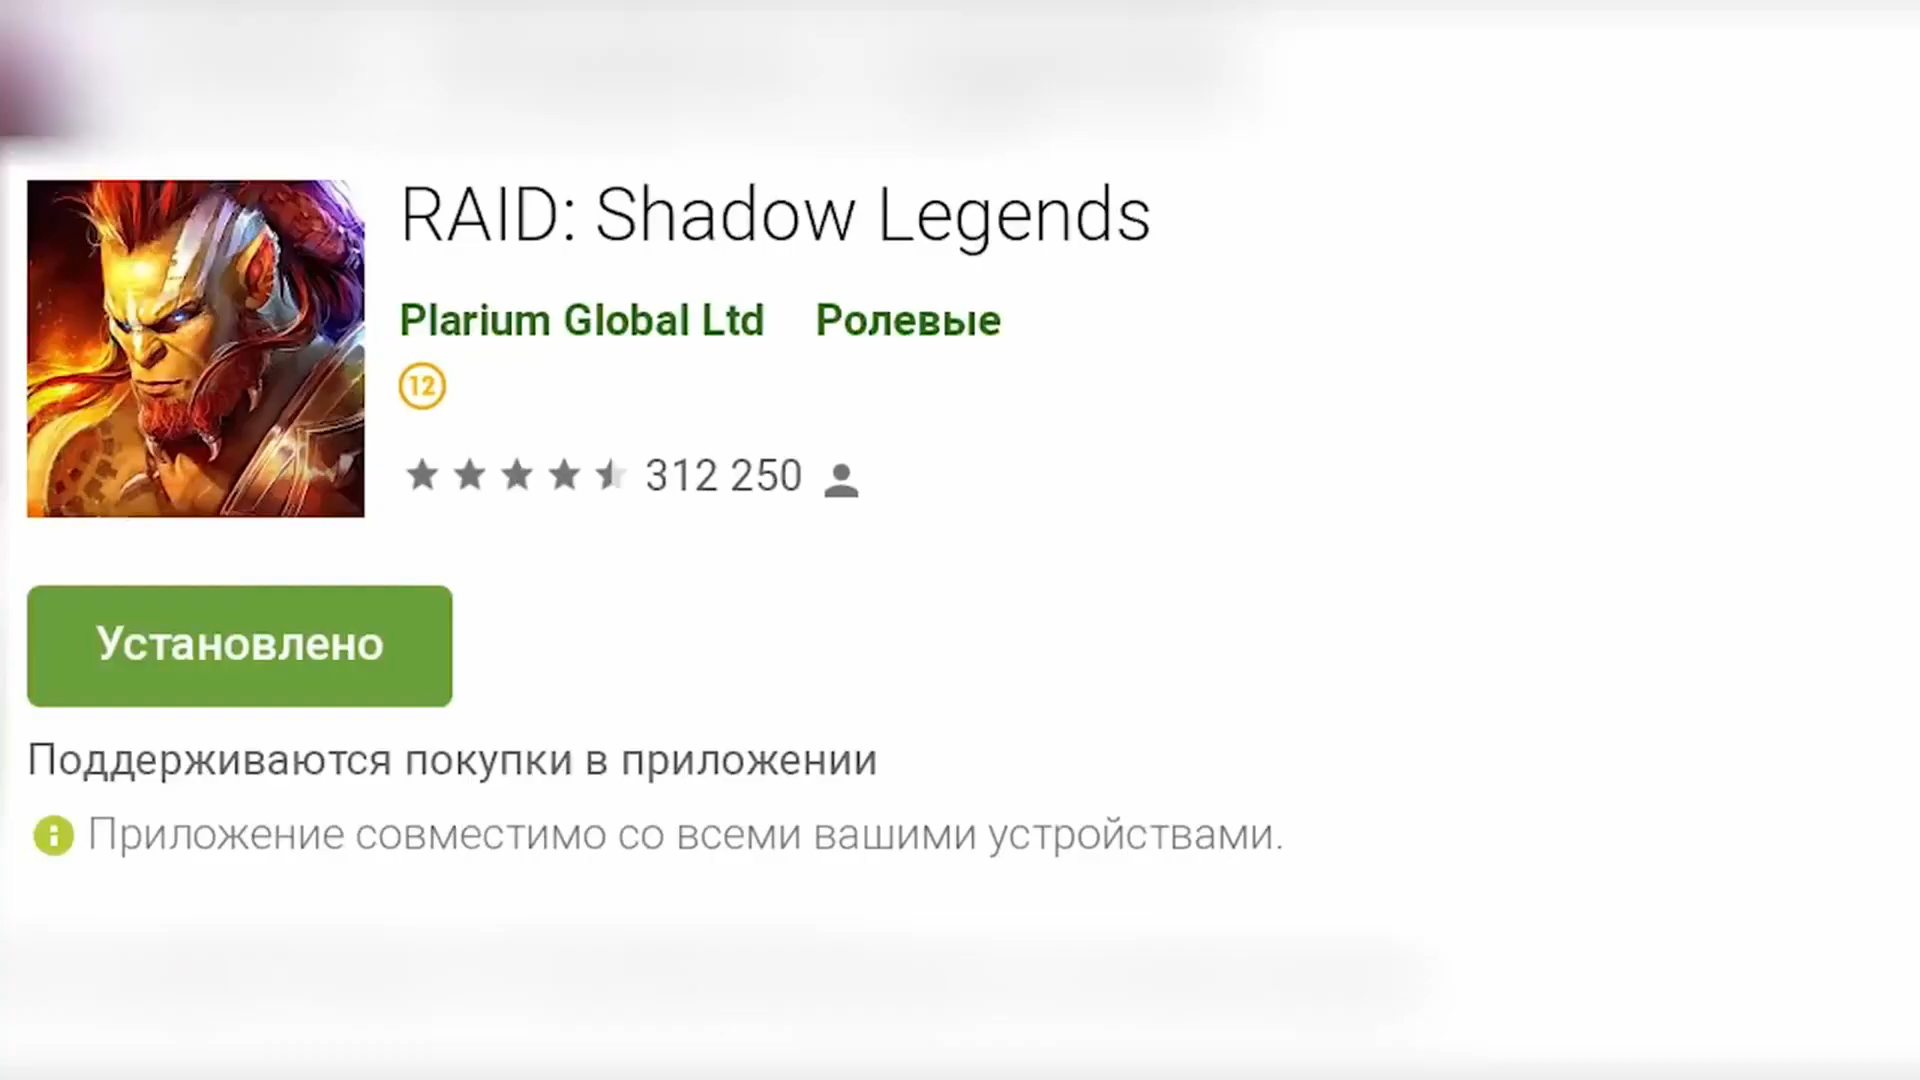 RAID: Shadow Legends
Plarium Global Ltd Ролевые
12
312 250
Установлено
Поддерживаются покупки в приложении
Приложение совместимо со всеми вашими устройствами.